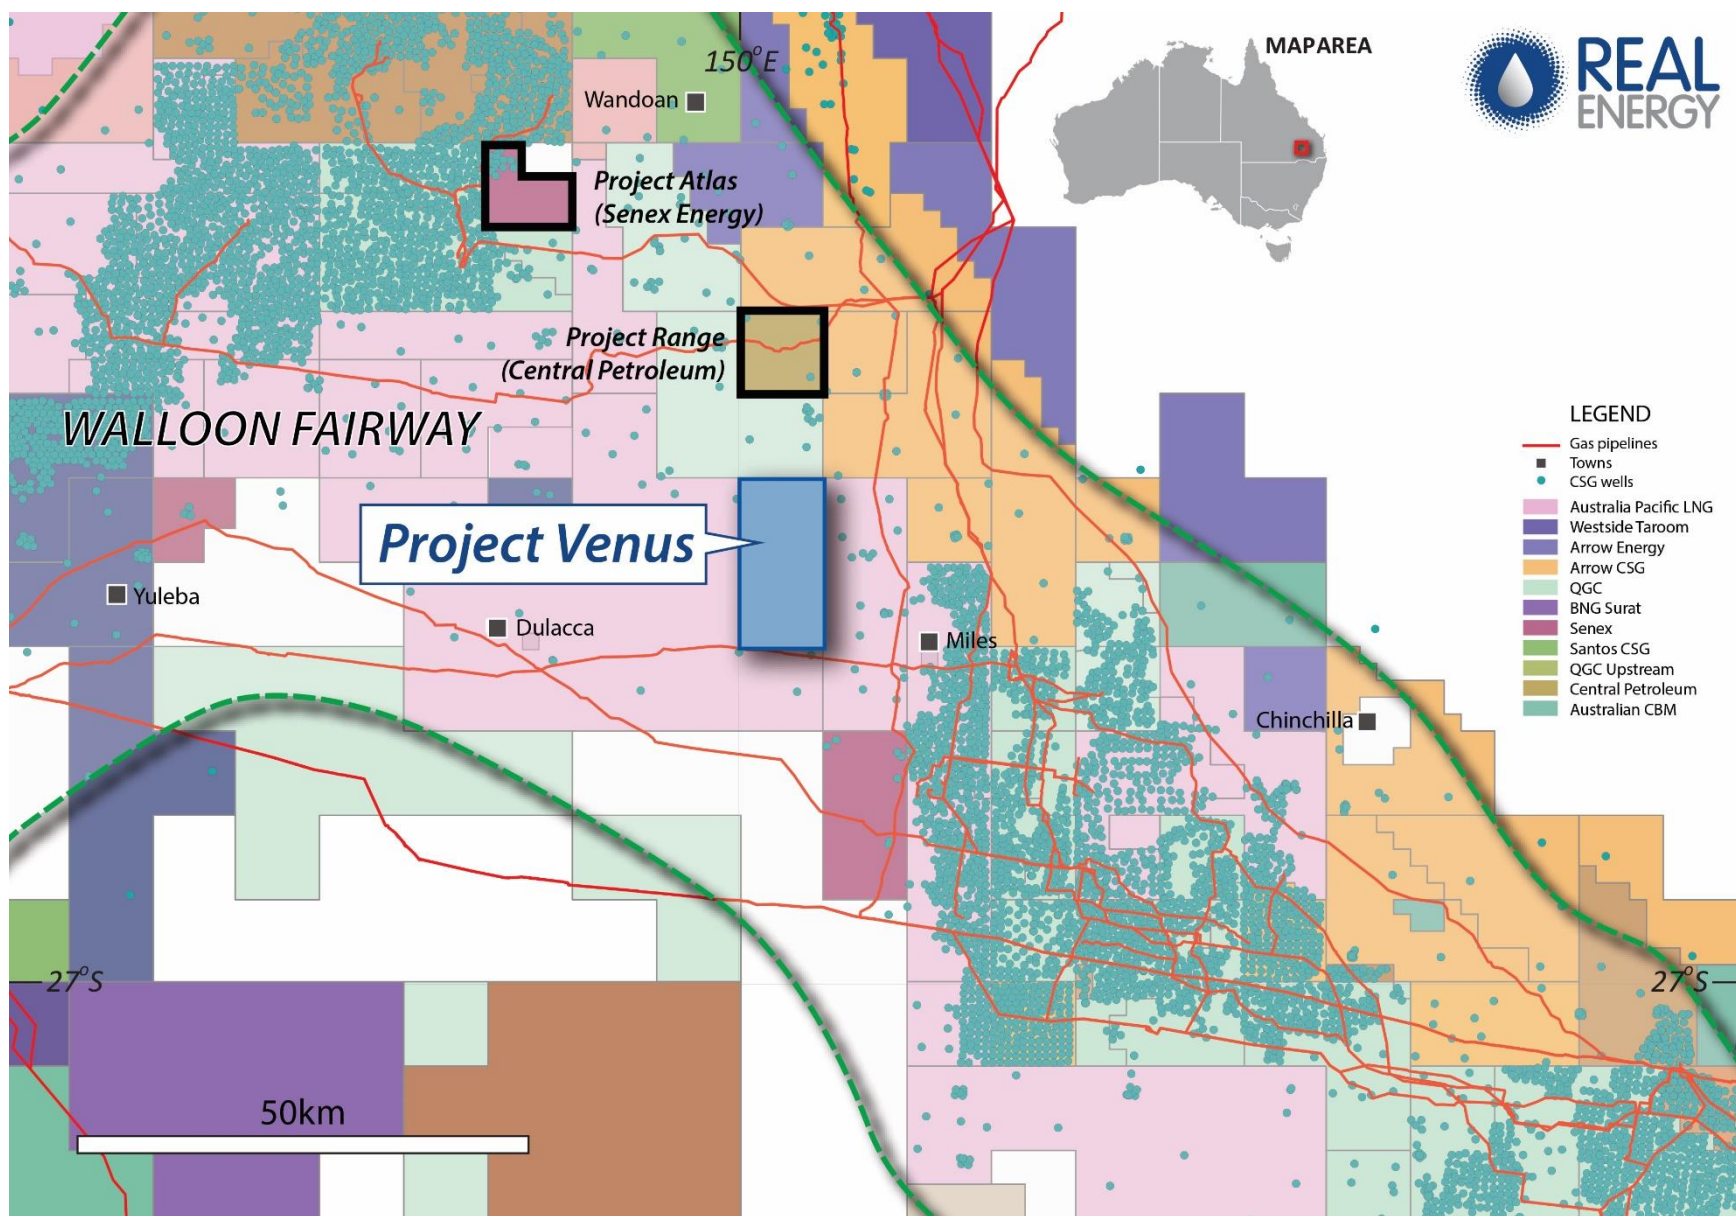 150°E
MAPAREA
REAL
ENERGY
Wandoan
Project Atlas
(Senex Energy)
Project Range
(Central Petroleum)
WALLOON FAIRWAY
Project Venus
Yuleba
Dulacca
Miles
Chinchilla
LEGEND
Gas pipelines
Towns
CSG wells
Australia Pacific LNG
Westside Taroom
Arrow Energy
Arrow CSG
QGC
BNG Surat
Senex
Santos CSG
QGC Upstream
Central Petroleum
Australian CBM
27°S
27°S
50km